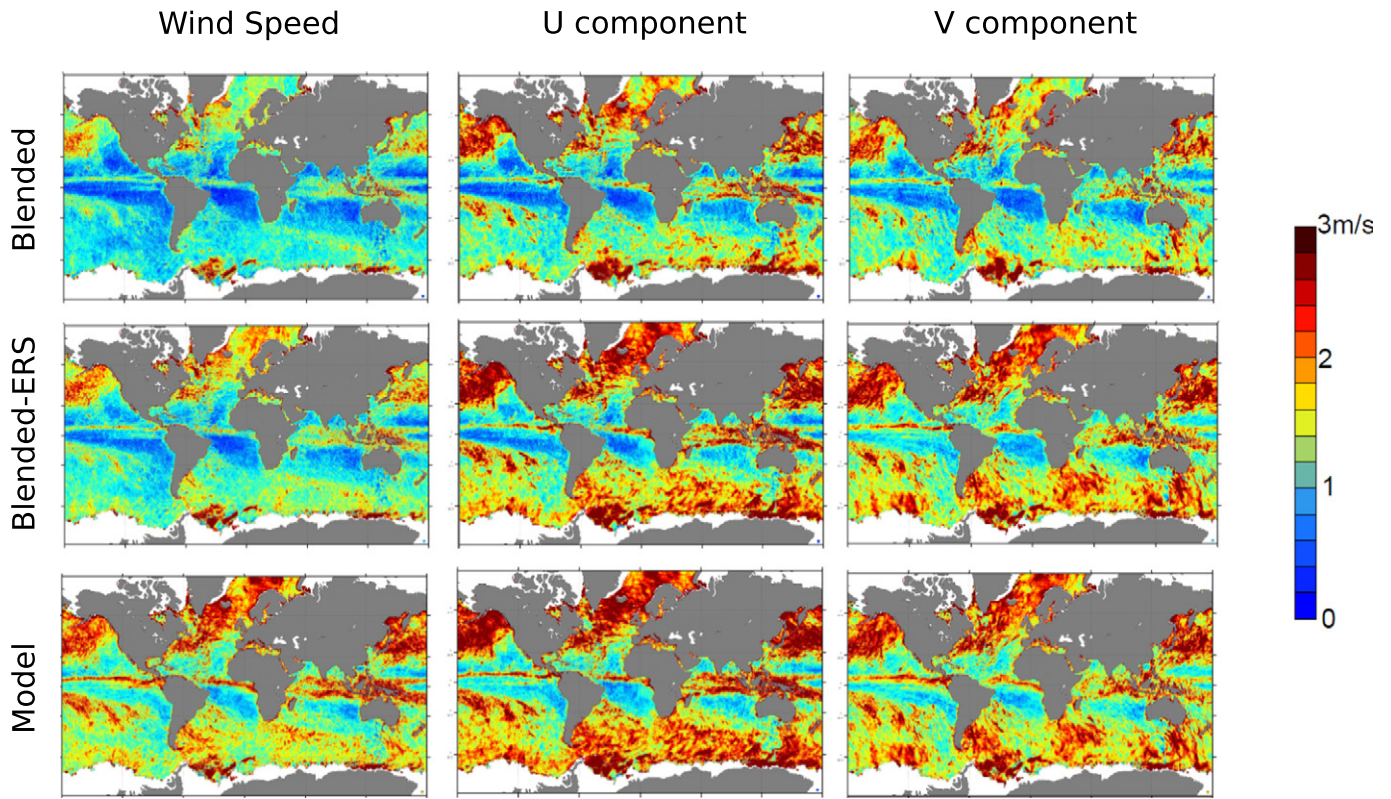 Wind Speed
U component
V component
Blended
Blended-ERS
Model
3m/s
2
1
0